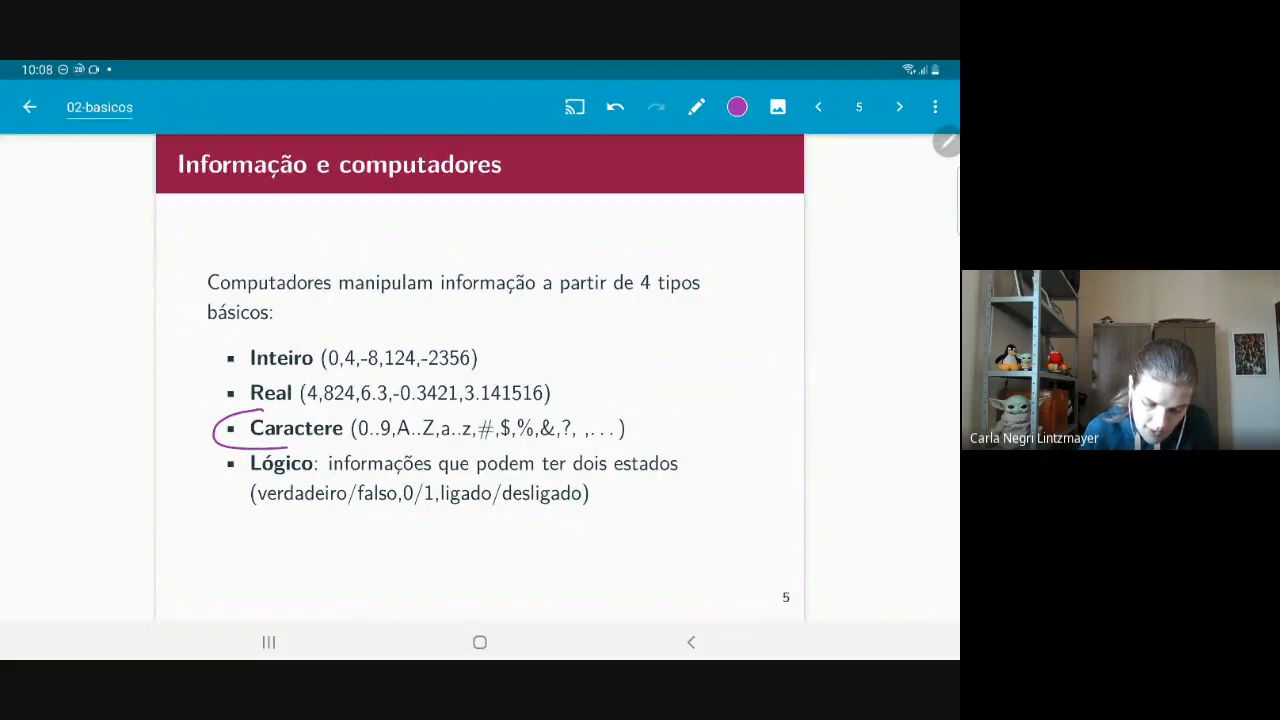 10:08 28
02-basicos 5
Informação e computadores
Computadores manipulam informação a partir de 4 tipos
básicos:
Inteiro (0,4,-8,124,-2356)
Real (4,824,6.3,-0.3421,3.141516)
Caractere (0..9,A..Z,a..z,#,$,%,&,?, ,...)
Lógico: informações que podem ter dois estados
(verdadeiro/falso,0/1,ligado/desligado)
5
Carla Negri Lintzmayer